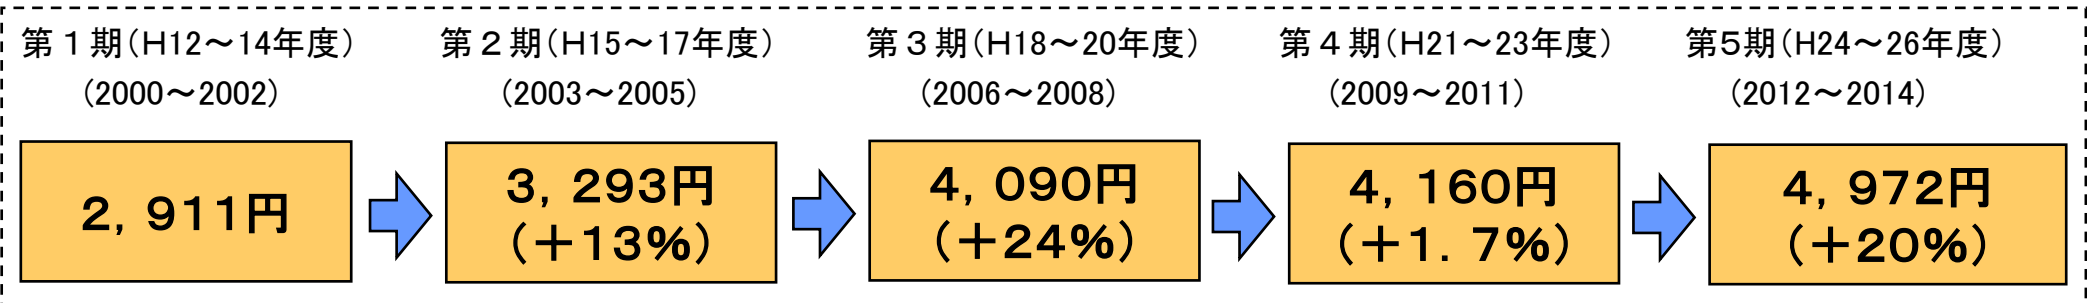 第１期（H12～14年度）
（2000～2002）
２，９１１円
第２期（H15～17年度）
（2003～2005）
３，２９３円
（＋１３％）
第３期（H18～20年度）
（2006～2008）
４，０９０円
（＋２４％）
第４期（H21～23年度）
（2009～2011）
４，１６０円
（＋１．７％）
第５期（H24～26年度）
（2012～2014）
４，９７２円
（＋２０％）